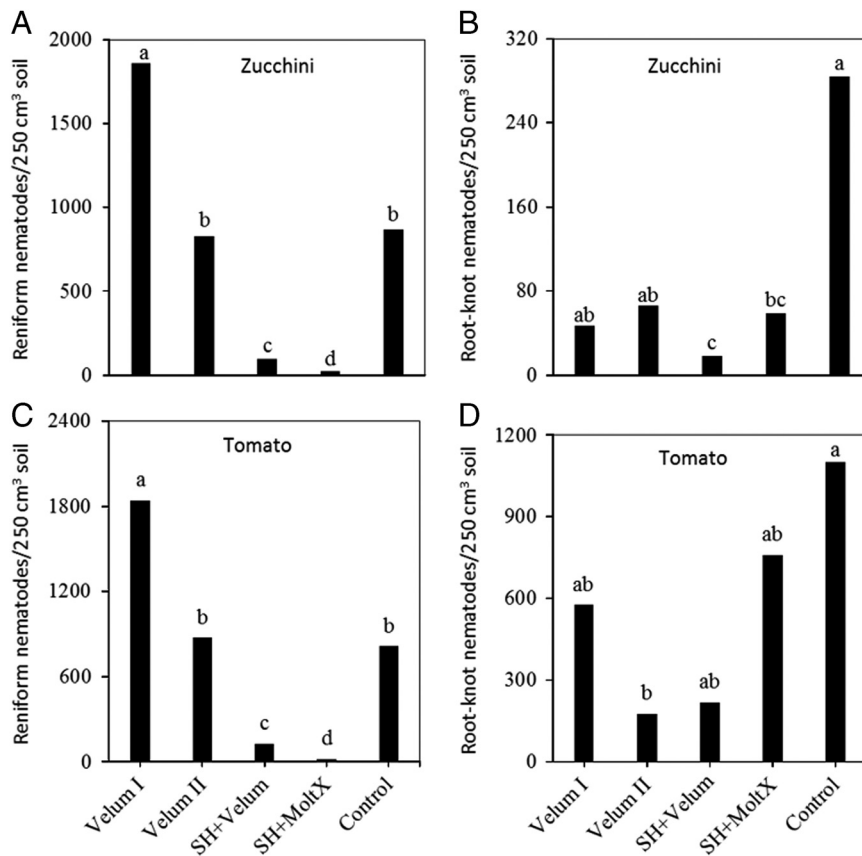 A
Reniform nematodes/250 cm³ soil
2000
1500
1000
500
0
Zucchini
a
b
c
d
b
B
Root-knot nematodes/250 cm³ soil
320
240
160
80
0
Zucchini
ab
ab
c
bc
a
C
Reniform nematodes/250 cm³ soil
2400
1800
1200
600
0
Tomato
a
b
c
d
b
Velum I
Velum II
SH+Velum
SH+MoltX
Control
D
Root-knot nematodes/250 cm³ soil
1200
900
600
300
0
Tomato
ab
b
ab
ab
a
Velum I
Velum II
SH+Velum
SH+MoltX
Control